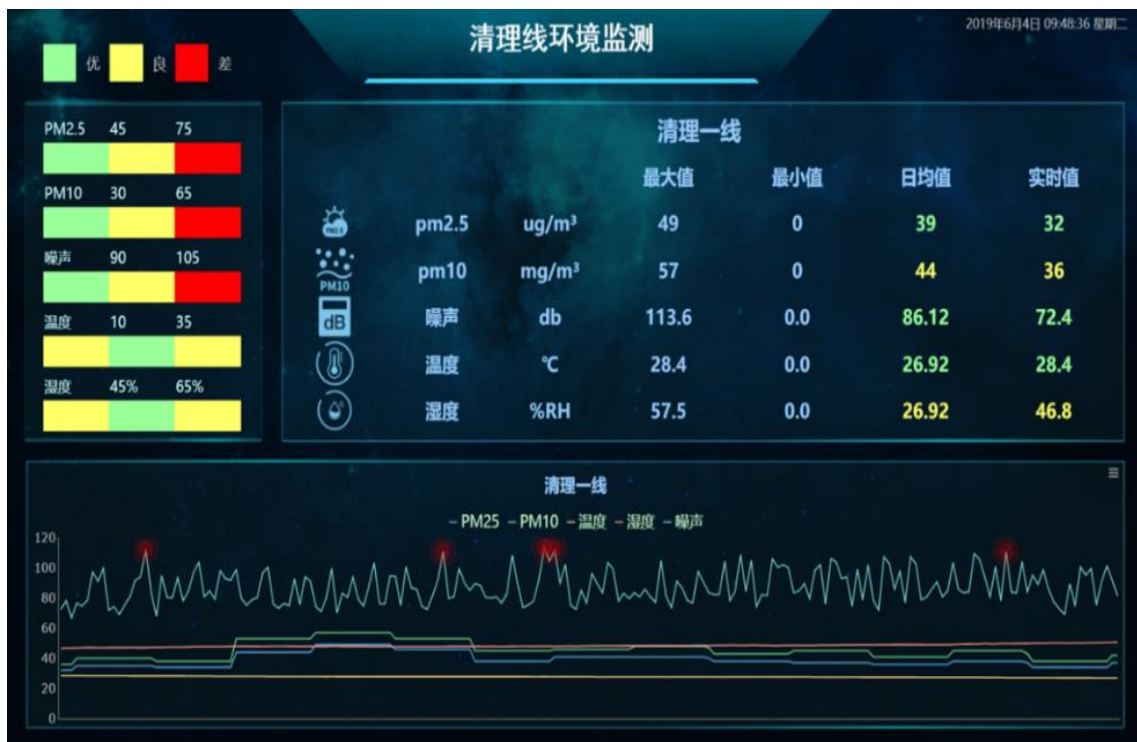 清理线环境监测
2019年6月4日 09:48:36 星期二
优 良 差
PM2.5 45 75
PM10 30 65
噪声 90 105
温度 10 35
湿度 45% 65%
清理一线
最大值 最小值 日均值 实时值
PM2.5 pm2.5 ug/m³ 49 0 39 32
PM10 pm10 mg/m³ 57 0 44 36
dB 噪声 db 113.6 0.0 86.12 72.4
温度 ℃ 28.4 0.0 26.92 28.4
湿度 %RH 57.5 0.0 26.92 46.8
清理一线
PM25 PM10 温度 湿度 噪声
120
100
80
60
40
20
0